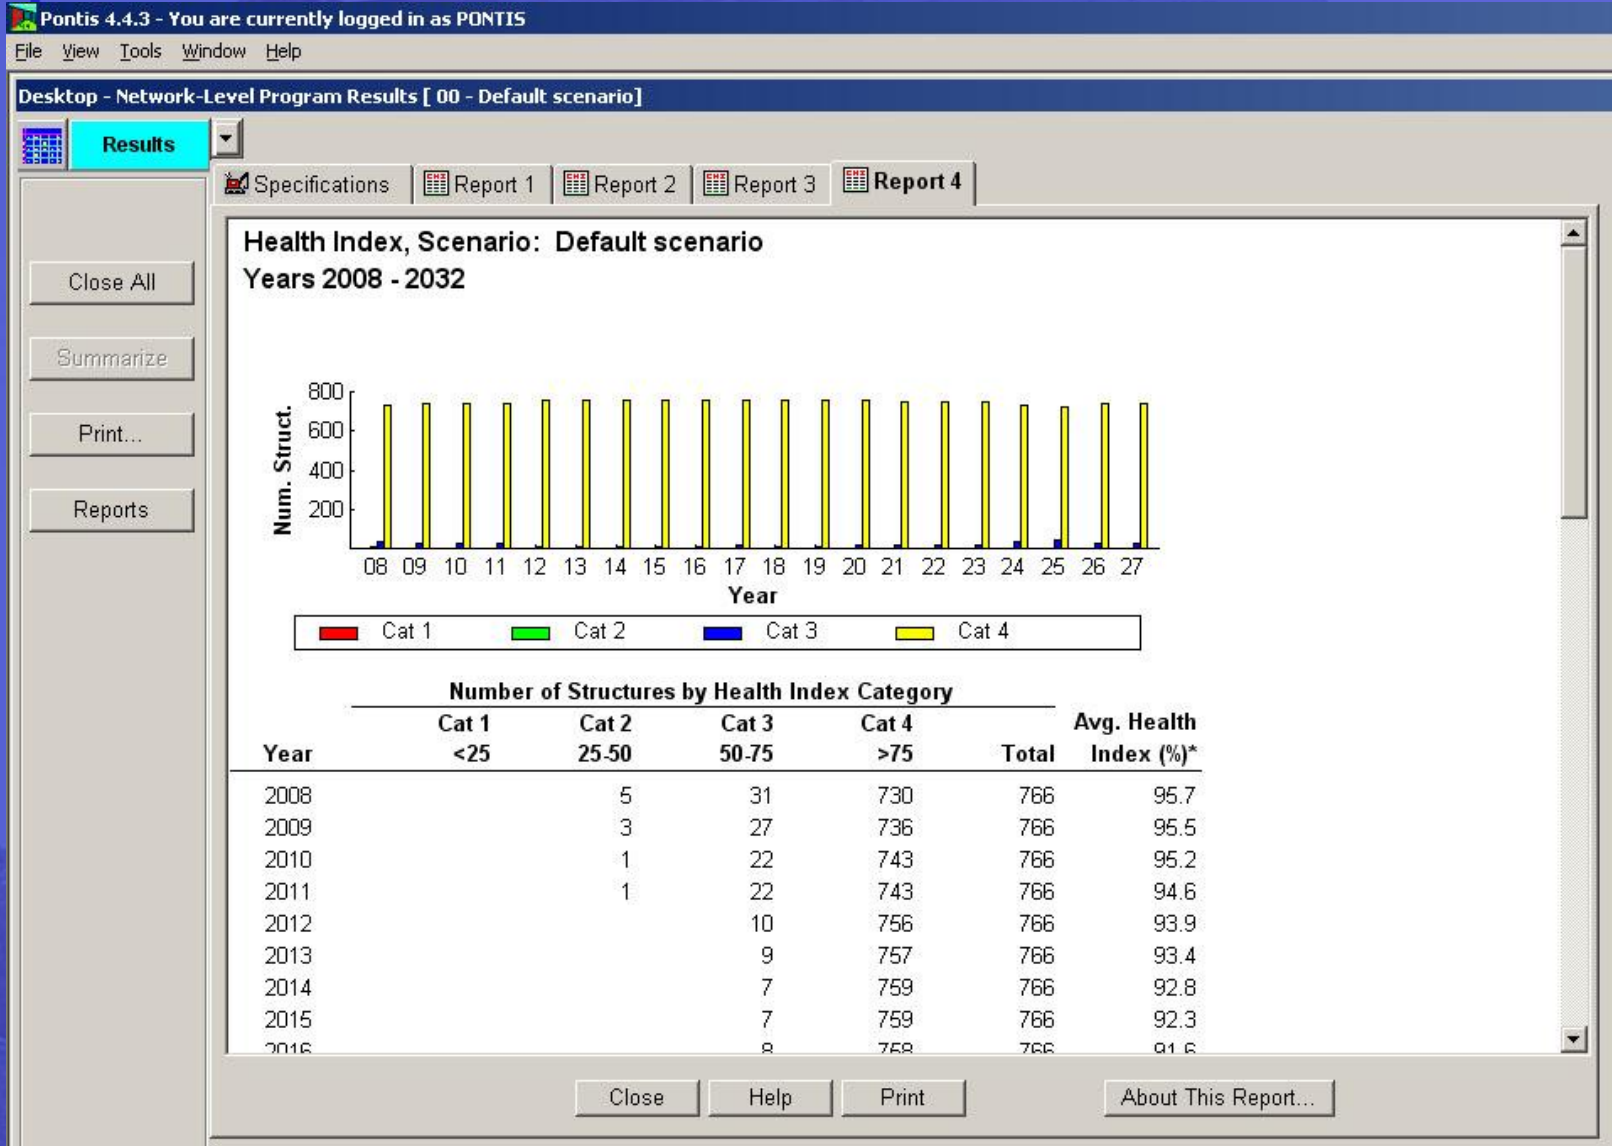 Pontis 4.4.3 - You are currently logged in as PONTIS
File View Tools Window Help
Desktop - Network-Level Program Results [ 00 - Default scenario]
Results
Specifications Report 1 Report 2 Report 3 Report 4
Close All
Summarize
Print...
Reports
Health Index, Scenario: Default scenario
Years 2008 - 2032
Num. Struct.
800
600
400
200
08 09 10 11 12 13 14 15 16 17 18 19 20 21 22 23 24 25 26 27
Year
Cat 1 Cat 2 Cat 3 Cat 4
Number of Structures by Health Index Category
Cat 1 Cat 2 Cat 3 Cat 4 Avg. Health
Year <25 25-50 50-75 >75 Total Index (%)*
2008 5 31 730 766 95.7
2009 3 27 736 766 95.5
2010 1 22 743 766 95.2
2011 1 22 743 766 94.6
2012 10 756 766 93.9
2013 9 757 766 93.4
2014 7 759 766 92.8
2015 7 759 766 92.3
2016 8 758 766 91.6
Close Help Print About This Report...